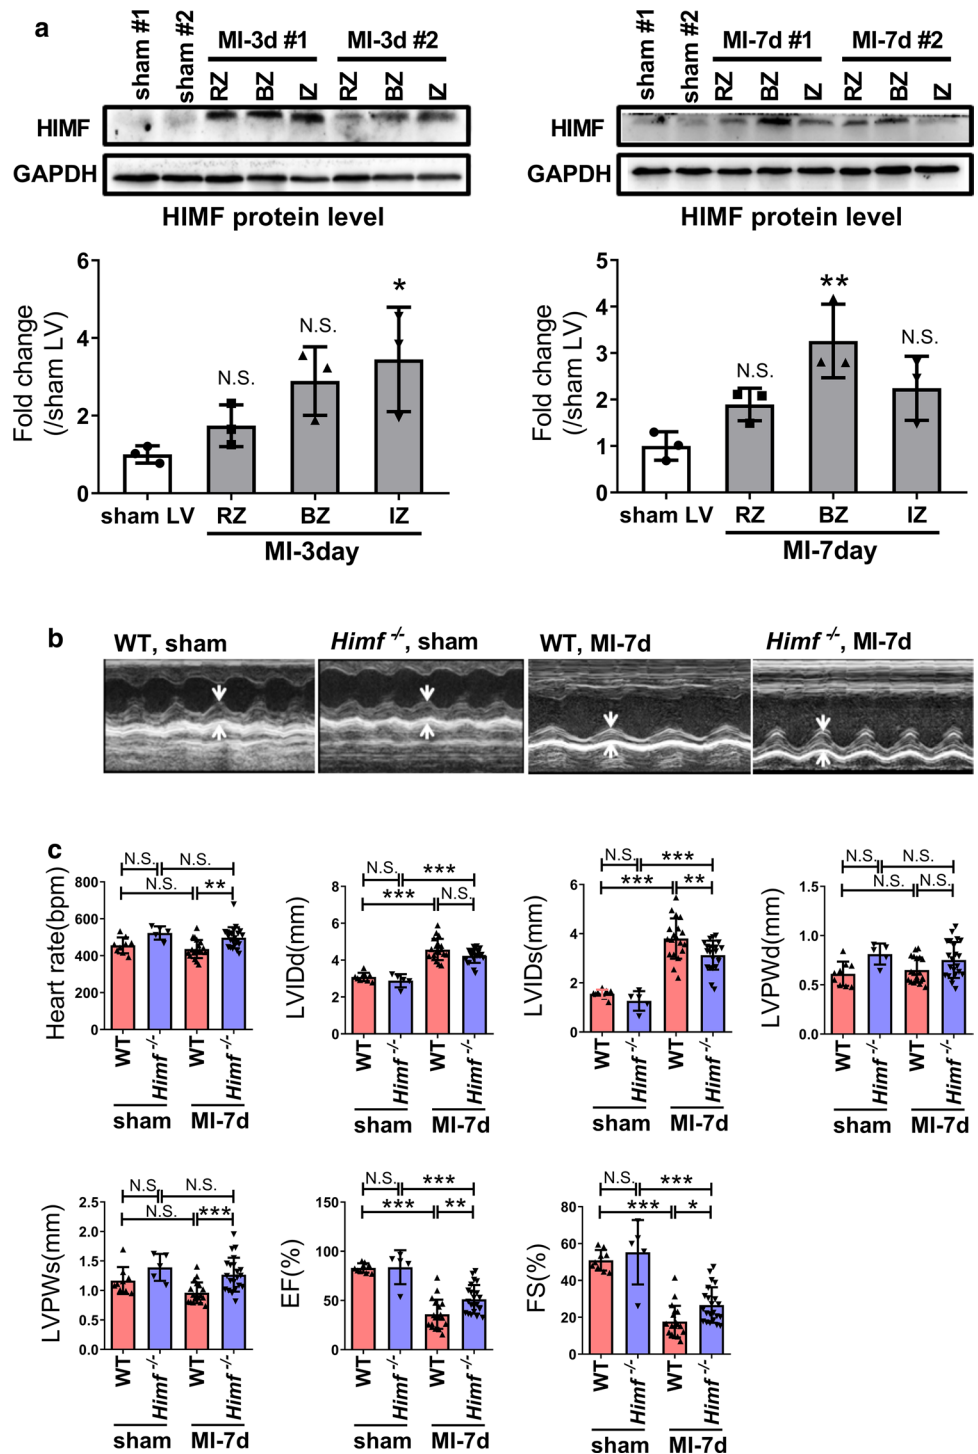 a
sham #1 sham #2 MI-3d #1 MI-3d #2
RZ BZ IZ RZ BZ IZ
HIMF
GAPDH
HIMF protein level
Fold change
(/sham LV)
6
4
2
0
N.S. N.S. *
sham LV RZ BZ IZ
MI-3day
sham #1 sham #2 MI-7d #1 MI-7d #2
RZ BZ IZ RZ BZ IZ
HIMF
GAPDH
HIMF protein level
Fold change
(/sham LV)
5
4
3
2
1
0
N.S. ** N.S.
sham LV RZ BZ IZ
MI-7day
b
WT, sham Himf -/-, sham WT, MI-7d Himf -/-, MI-7d
c
N.S. N.S.
N.S. **
Heart rate(bpm)
800
600
400
200
0
WT Himf -/- WT Himf -/-
sham MI-7d
N.S. ***
*** N.S.
LVIDd(mm)
8
6
4
2
0
WT Himf -/- WT Himf -/-
sham MI-7d
N.S. ***
*** **
LVIDs(mm)
6
4
2
0
WT Himf -/- WT Himf -/-
sham MI-7d
N.S. N.S.
N.S. N.S.
LVPWd(mm)
1.5
1.0
0.5
0.0
WT Himf -/- WT Himf -/-
sham MI-7d
N.S. N.S.
N.S. ***
LVPWs(mm)
2.5
2.0
1.5
1.0
0.5
0.0
WT Himf -/- WT Himf -/-
sham MI-7d
N.S. ***
*** **
EF(%)
150
100
50
0
WT Himf -/- WT Himf -/-
sham MI-7d
N.S. ***
*** *
FS(%)
80
60
40
20
0
WT Himf -/- WT Himf -/-
sham MI-7d